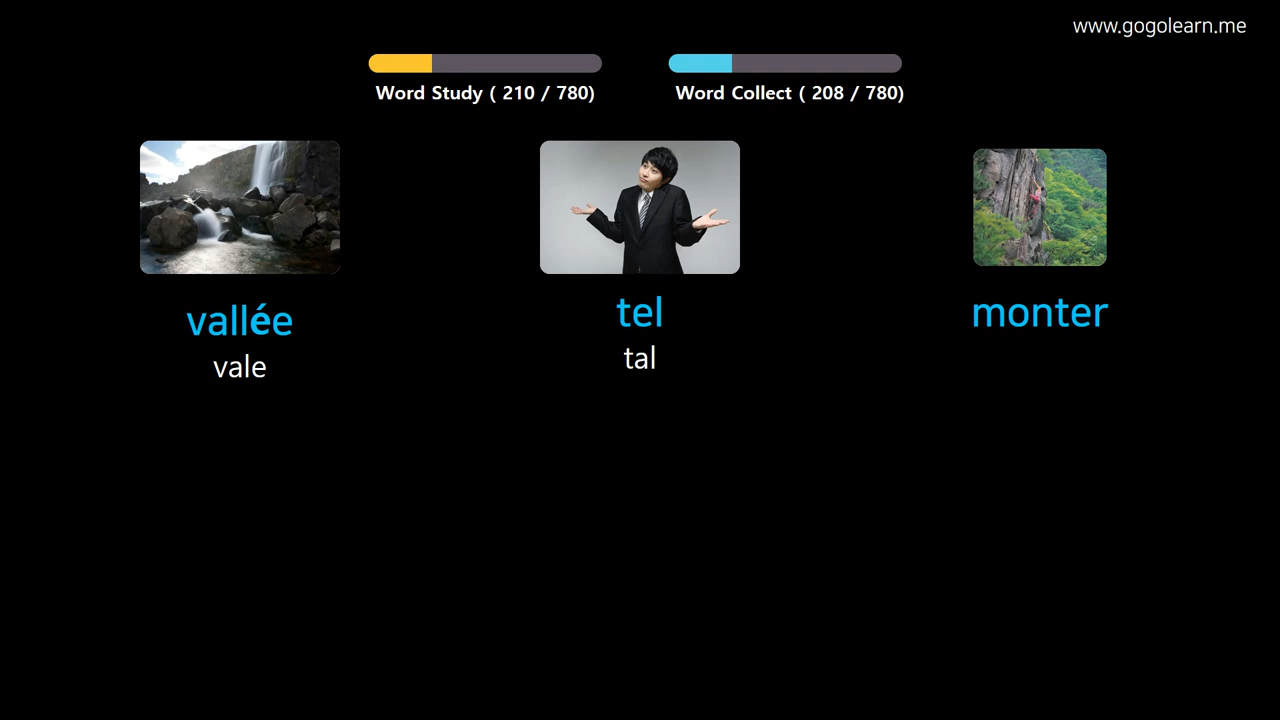 www.gogolearn.me
Word Study ( 210 / 780)
Word Collect ( 208 / 780)
vallée
vale
tel
tal
monter